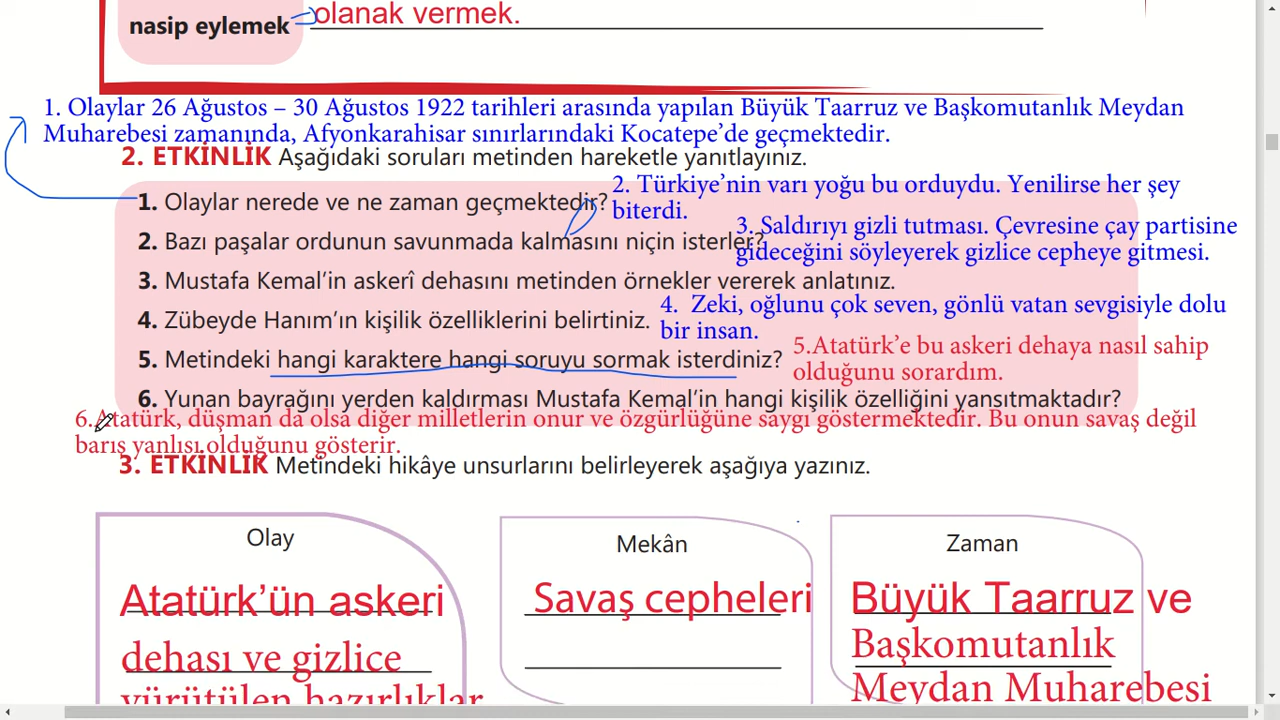 olanak vermek.
nasip eylemek
1. Olaylar 26 Ağustos – 30 Ağustos 1922 tarihleri arasında yapılan Büyük Taarruz ve Başkomutanlık Meydan
Muharebesi zamanında, Afyonkarahisar sınırlarındaki Kocatepe’de geçmektedir.
2. ETKİNLİK Aşağıdaki soruları metinden hareketle yanıtlayınız.
1. Olaylar nerede ve ne zaman geçmektedir?
2. Türkiye’nin varı yoğu bu orduydu. Yenilirse her şey
biterdi.
2. Bazı paşalar ordunun savunmada kalmasını niçin isterler?
3. Saldırıyı gizli tutması. Çevresine çay partisine
gideceğini söyleyerek gizlice cepheye gitmesi.
3. Mustafa Kemal’in askerî dehasını metinden örnekler vererek anlatınız.
4. Zübeyde Hanım’ın kişilik özelliklerini belirtiniz.
4. Zeki, oğlunu çok seven, gönlü vatan sevgisiyle dolu
bir insan.
5. Metindeki hangi karaktere hangi soruyu sormak isterdiniz?
5.Atatürk’e bu askeri dehaya nasıl sahip
olduğunu sorardım.
6. Yunan bayrağını yerden kaldırması Mustafa Kemal’in hangi kişilik özelliğini yansıtmaktadır?
6.Atatürk, düşman da olsa diğer milletlerin onur ve özgürlüğüne saygı göstermektedir. Bu onun savaş değil
barış yanlısı olduğunu gösterir.
3. ETKİNLİK Metindeki hikâye unsurlarını belirleyerek aşağıya yazınız.
Olay
Atatürk’ün askeri
dehası ve gizlice
yürütülen hazırlıklar
Mekân
Savaş cepheleri
Zaman
Büyük Taarruz ve
Başkomutanlık
Meydan Muharebesi